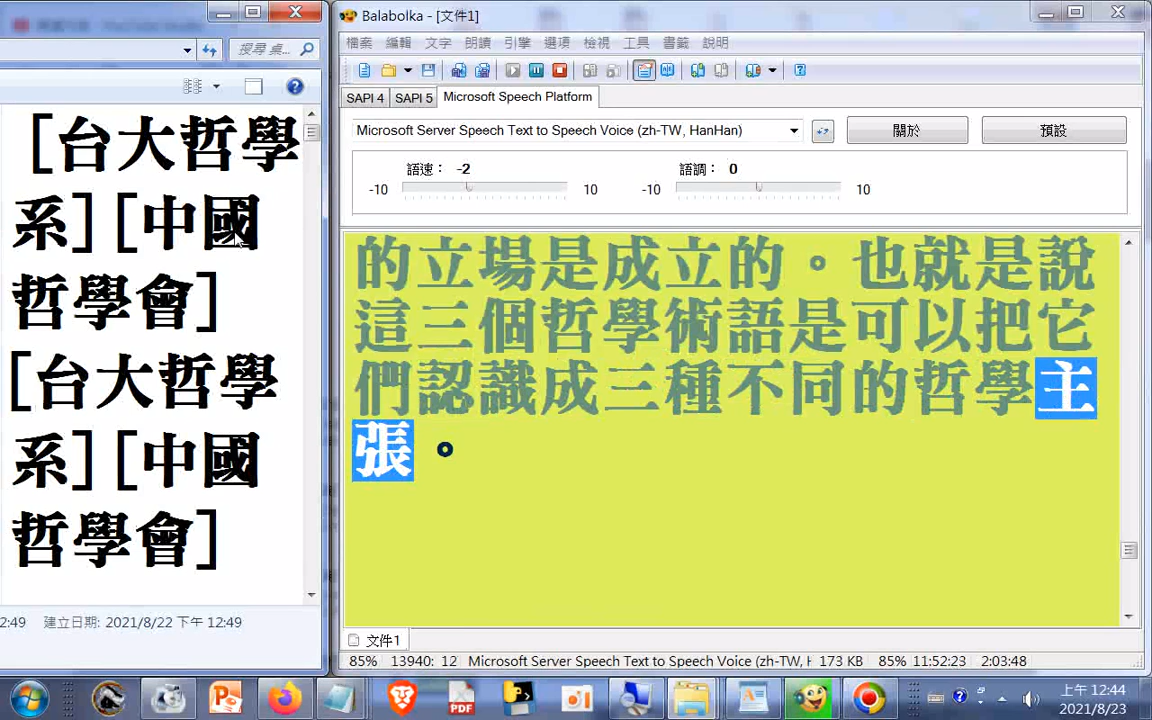 搜尋 桌...
[台大哲學
系] [中國
哲學會]
[台大哲學
系] [中國
哲學會]
2:49 建立日期: 2021/8/22 下午 12:49
Balabolka - [文件1]
檔案 編輯 文字 朗讀 引擎 選項 檢視 工具 書籤 說明
SAPI 4 SAPI 5 Microsoft Speech Platform
Microsoft Server Speech Text to Speech Voice (zh-TW, HanHan)
關於 預設
語速： -2 語調： 0
-10 10 -10 10
的立場是成立的。也就是說
這三個哲學術語是可以把它
們認識成三種不同的哲學主
張。
文件1
85% 13940: 12 Microsoft Server Speech Text to Speech Voice (zh-TW, H 173 KB 85% 11:52:23 2:03:48
PDF
上午 12:44
2021/8/23